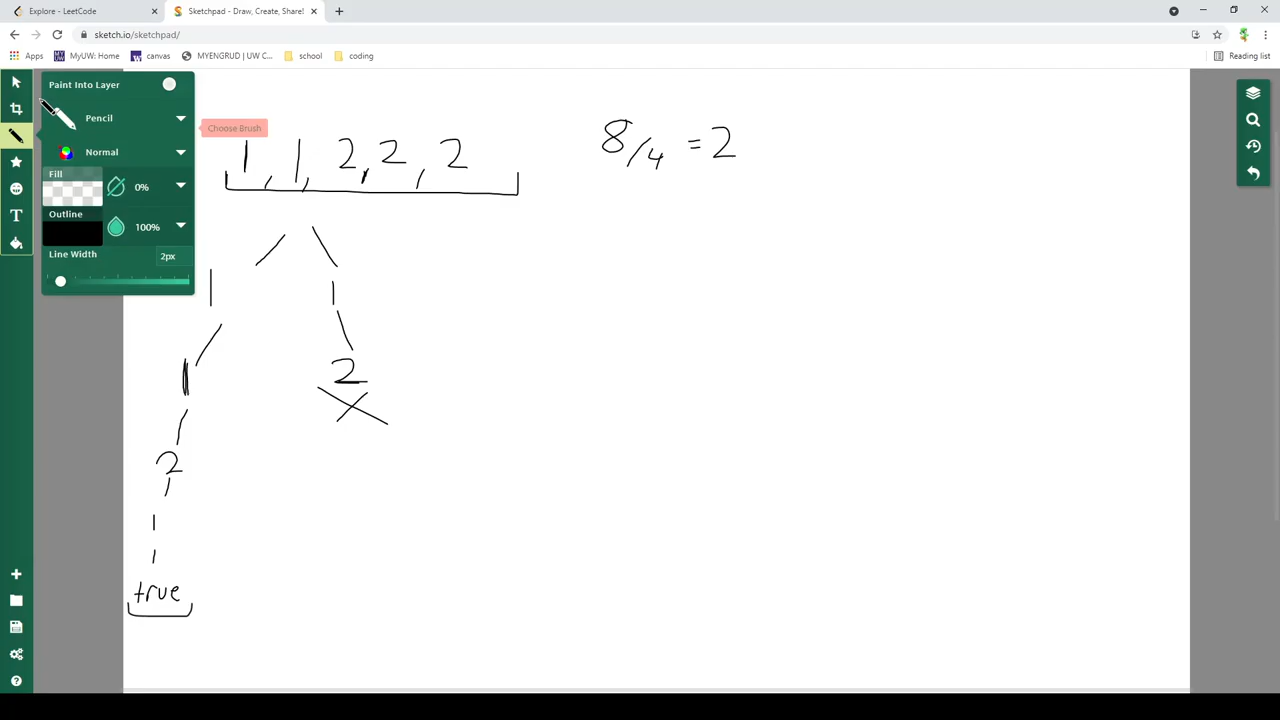 Explore - LeetCode
Sketchpad - Draw, Create, Share!
sketch.io/sketchpad/
Apps
MyUW: Home
canvas
MYENGRUD | UW C...
school
coding
Reading list
Paint Into Layer
Pencil
Choose Brush
Normal
Fill
0%
Outline
100%
Line Width
2px
1, 1, 2, 2, 2
8/4 = 2
1 1
1 2
2
true